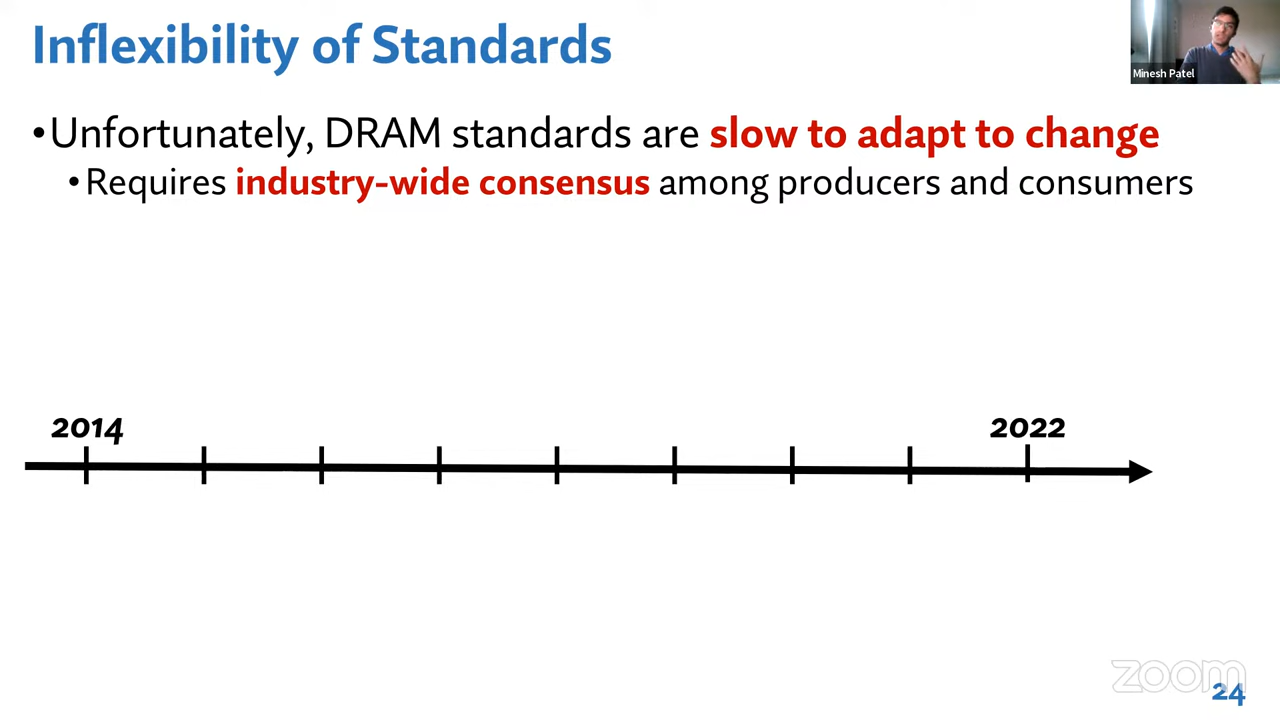 Inflexibility of Standards
Minesh Patel
•Unfortunately, DRAM standards are slow to adapt to change
•Requires industry-wide consensus among producers and consumers
2014
2022
zoom
24